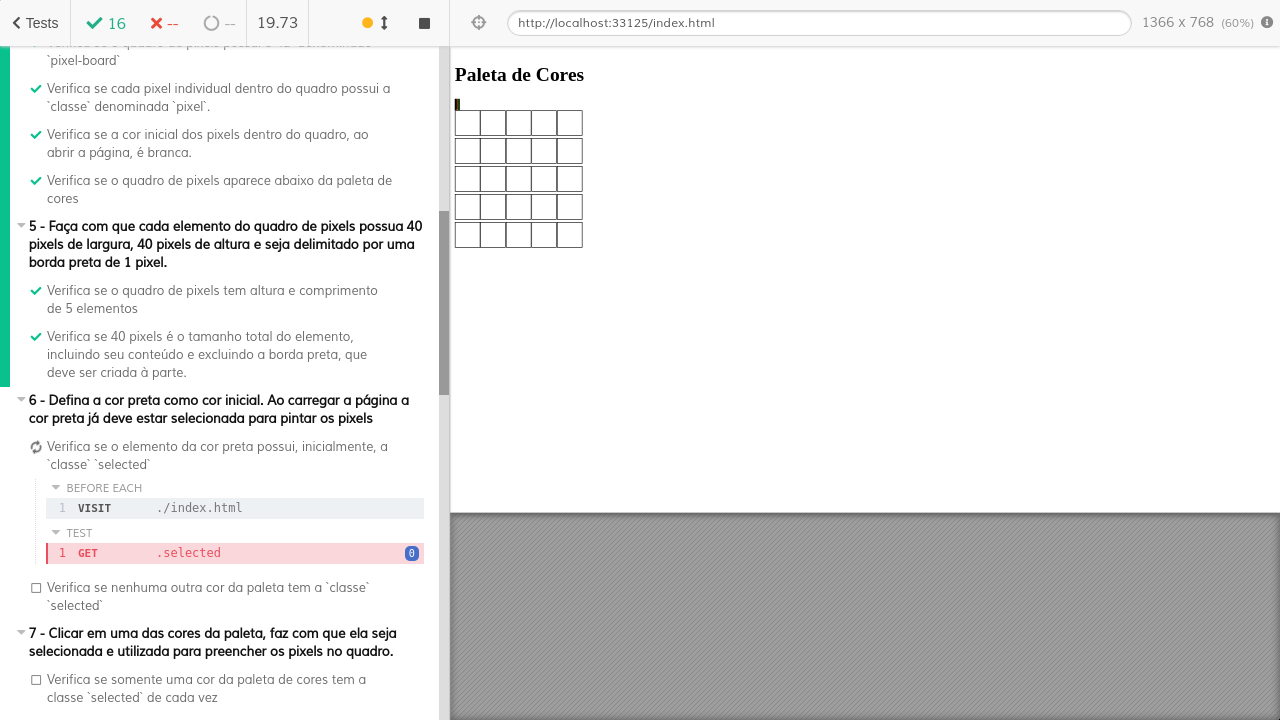 Tests
16
--
--
19.73
http://localhost:33125/index.html
1366 x 768 (60%)
`pixel-board`
Verifica se cada pixel individual dentro do quadro possui a
`classe` denominada `pixel`.
Verifica se a cor inicial dos pixels dentro do quadro, ao
abrir a página, é branca.
Verifica se o quadro de pixels aparece abaixo da paleta de
cores
5 - Faça com que cada elemento do quadro de pixels possua 40
pixels de largura, 40 pixels de altura e seja delimitado por uma
borda preta de 1 pixel.
Verifica se o quadro de pixels tem altura e comprimento
de 5 elementos
Verifica se 40 pixels é o tamanho total do elemento,
incluindo seu conteúdo e excluindo a borda preta, que
deve ser criada à parte.
6 - Defina a cor preta como cor inicial. Ao carregar a página a
cor preta já deve estar selecionada para pintar os pixels
Verifica se o elemento da cor preta possui, inicialmente, a
`classe` `selected`
BEFORE EACH
1 VISIT ./index.html
TEST
1 GET .selected 0
Verifica se nenhuma outra cor da paleta tem a `classe`
`selected`
7 - Clicar em uma das cores da paleta, faz com que ela seja
selecionada e utilizada para preencher os pixels no quadro.
Verifica se somente uma cor da paleta de cores tem a
classe `selected` de cada vez
Paleta de Cores